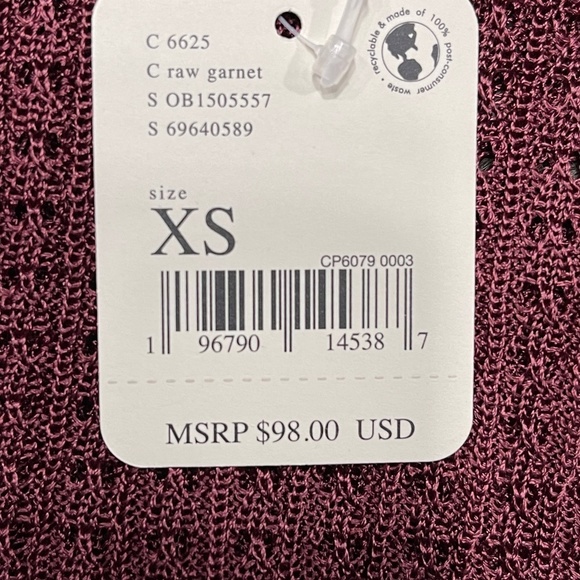 C 6625
C raw garnet
S OB1505557
S 69640589
recyclable & made of 100% post-consumer waste •
size
XS
CP6079 0003
1 96790 14538 7
MSRP $98.00 USD